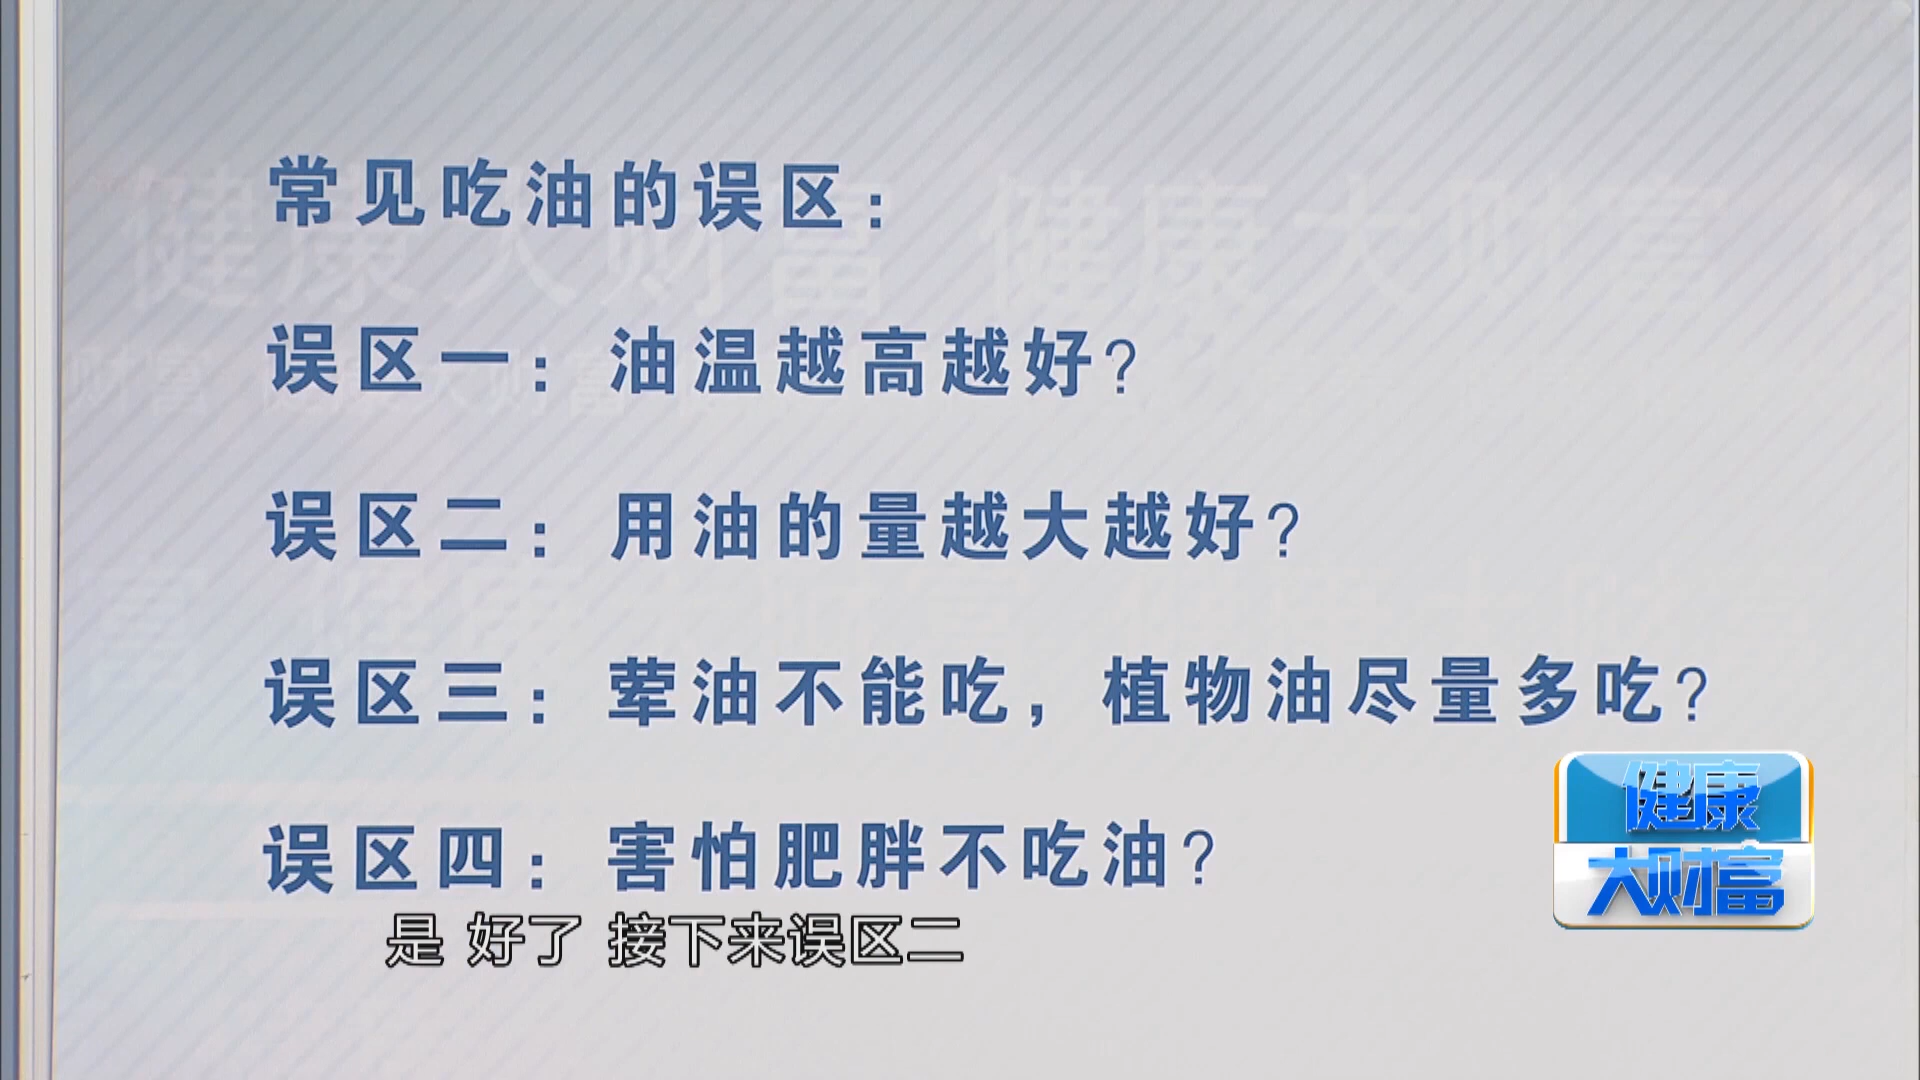 常见吃油的误区：
误区一：油温越高越好？
误区二：用油的量越大越好？
误区三：荤油不能吃，植物油尽量多吃？
误区四：害怕肥胖不吃油？
健康
大财富
是 好了 接下来误区二